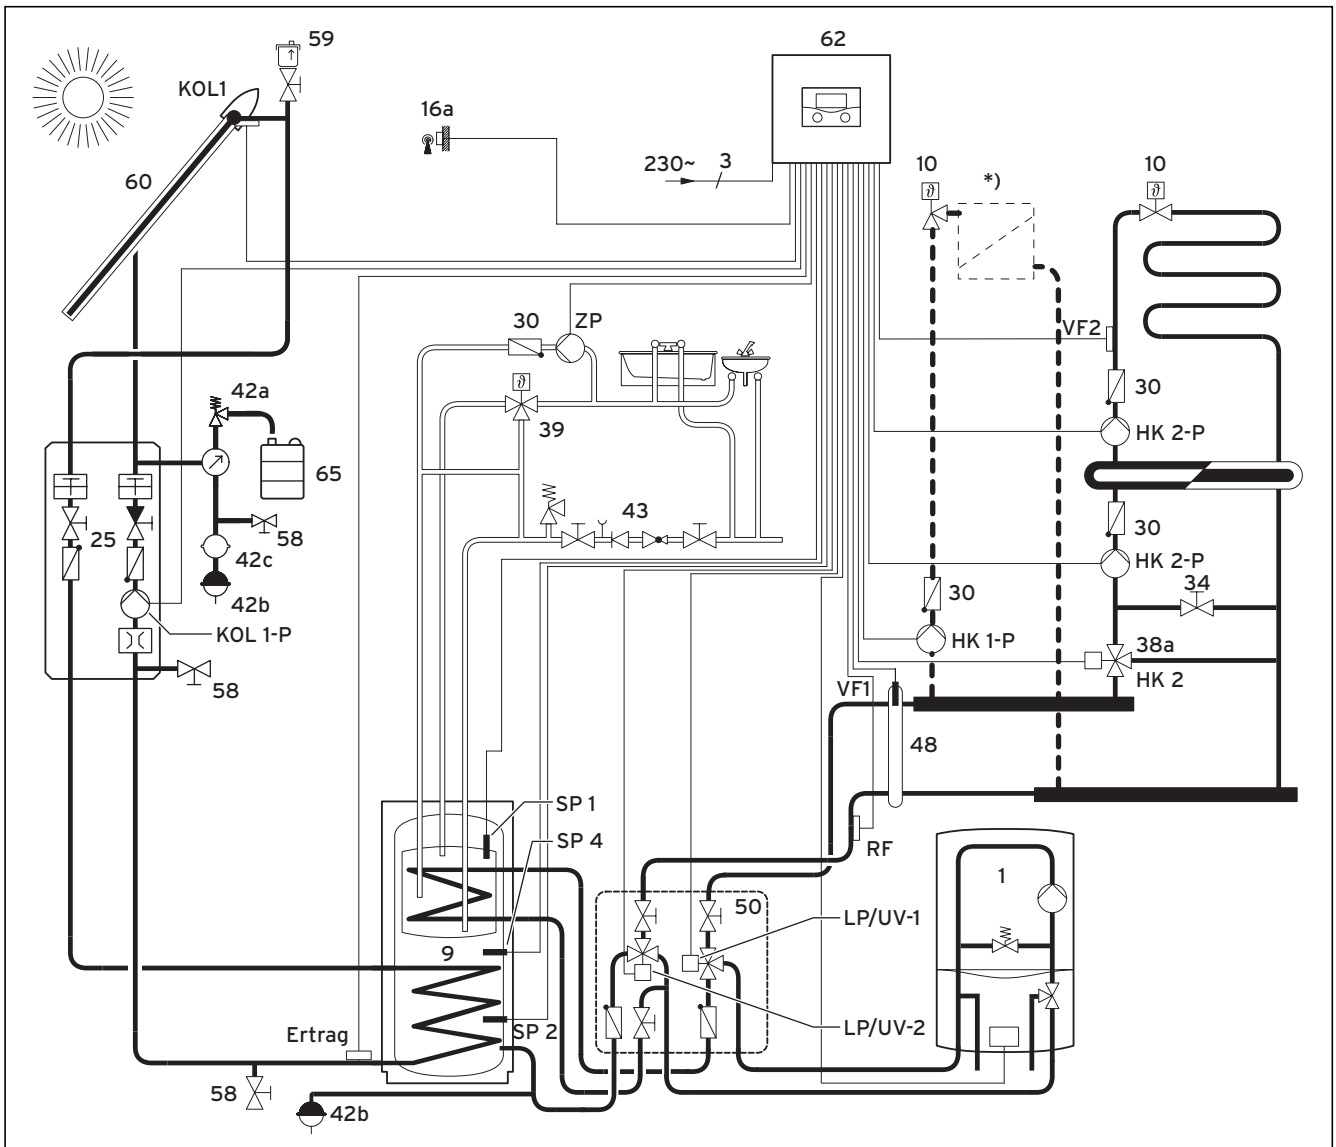 59
62
KOL1
16a
230~
3
10
*)
10
60
ϑ
ϑ
30
ZP
VF2
ϑ
42a
30
39
HK 2-P
65
43
30
25
58
42c
HK 2-P
34
42b
30
KOL 1-P
HK 1-P
38a
HK 2
58
VF1
48
SP 1
SP 4
RF
1
50
LP/UV-1
9
SP 2
LP/UV-2
Ertrag
58
42b